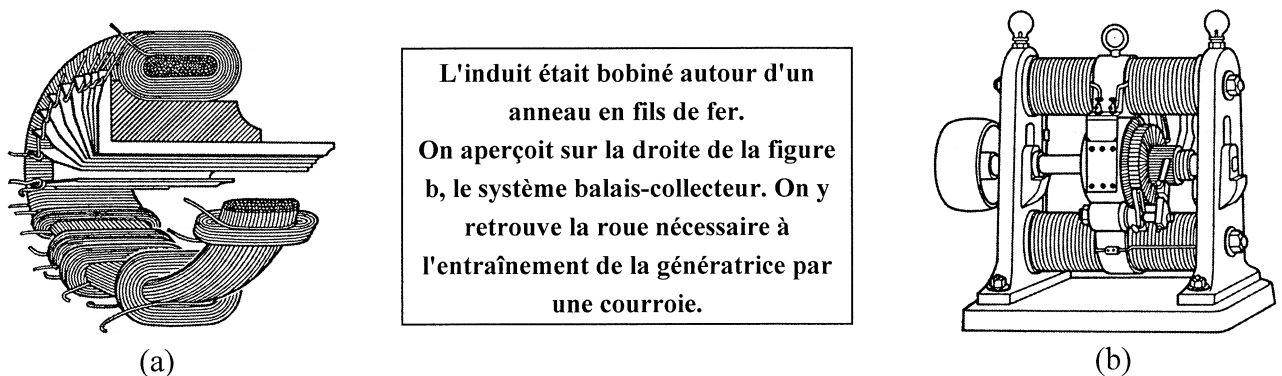 L'induit était bobiné autour d'un
anneau en fils de fer.
On aperçoit sur la droite de la figure
b, le système balais-collecteur. On y
retrouve la roue nécessaire à
l'entraînement de la génératrice par
une courroie.
(a)
(b)